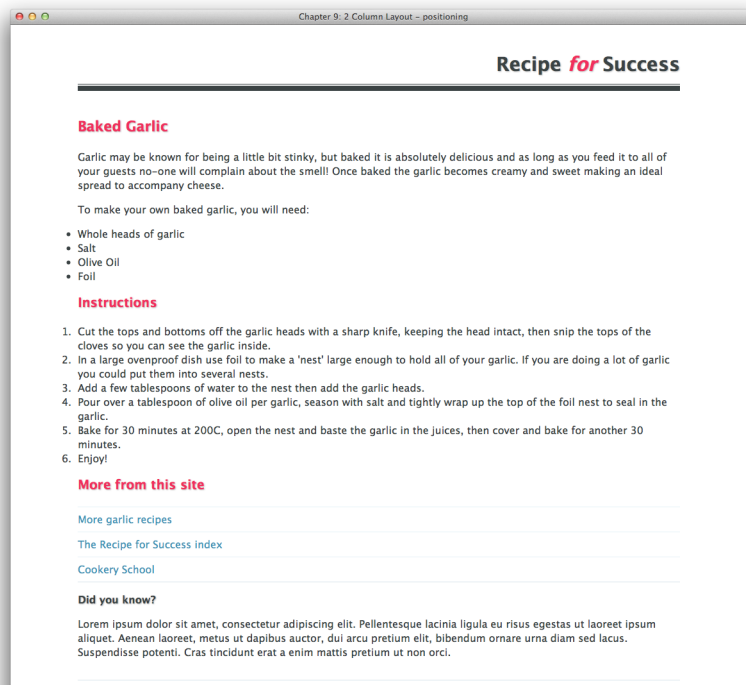 Chapter 9: 2 Column Layout – positioning
Recipe for Success
Baked Garlic
Garlic may be known for being a little bit stinky, but baked it is absolutely delicious and as long as you feed it to all of
your guests no-one will complain about the smell! Once baked the garlic becomes creamy and sweet making an ideal
spread to accompany cheese.
To make your own baked garlic, you will need:
• Whole heads of garlic
• Salt
• Olive Oil
• Foil
Instructions
1. Cut the tops and bottoms off the garlic heads with a sharp knife, keeping the head intact, then snip the tops of the
cloves so you can see the garlic inside.
2. In a large ovenproof dish use foil to make a 'nest' large enough to hold all of your garlic. If you are doing a lot of garlic
you could put them into several nests.
3. Add a few tablespoons of water to the nest then add the garlic heads.
4. Pour over a tablespoon of olive oil per garlic, season with salt and tightly wrap up the top of the foil nest to seal in the
garlic.
5. Bake for 30 minutes at 200C, open the nest and baste the garlic in the juices, then cover and bake for another 30
minutes.
6. Enjoy!
More from this site
More garlic recipes
The Recipe for Success index
Cookery School
Did you know?
Lorem ipsum dolor sit amet, consectetur adipiscing elit. Pellentesque lacinia ligula eu risus egestas ut laoreet ipsum
aliquet. Aenean laoreet, metus ut dapibus auctor, dui arcu pretium elit, bibendum ornare urna diam sed lacus.
Suspendisse potenti. Cras tincidunt erat a enim mattis pretium ut non orci.